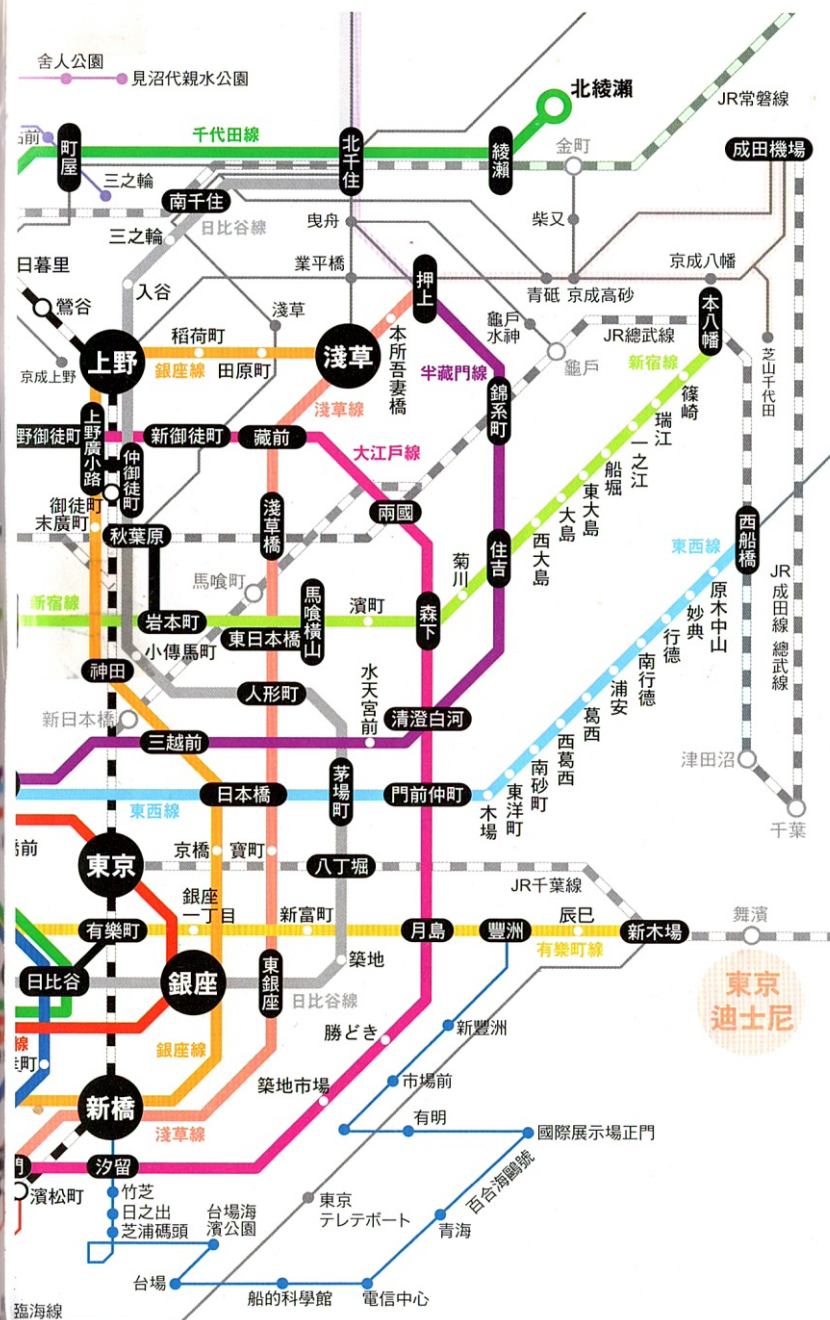 舍人公園
見沼代親水公園
北綾瀨
JR常磐線
千代田線
町屋
北千住
綾瀨
金町
成田機場
三之輪
南千住
日比谷線
三之輪
曳舟
柴又
日暮里
入谷
業平橋
押上
青砥
京成高砂
京成八幡
鶯谷
淺草
龜戶
水神
JR總武線
本八幡
上野
稻荷町
銀座線
田原町
淺草
本所吾妻橋
龜戶
新宿線
京成上野
半藏門線
錦糸町
篠崎
芝山千代田
淺草線
瑞江
上野廣小路
野御徒町
新御徒町
藏前
大江戶線
一之江
仲御徒町
船堀
御徒町
末廣町
淺草橋
兩國
東大島
大島
西大島
秋葉原
住吉
菊川
西船橋
東西線
馬喰町
JR成田線
總武線
新宿線
岩本町
馬喰橫山
濱町
森下
原木中山
妙典
東日本橋
小傳馬町
行德
南行德
神田
人形町
水天宮前
浦安
新日本橋
清澄白河
葛西
三越前
西葛西
津田沼
茅場町
南砂町
日本橋
門前仲町
東洋町
木場
東西線
千葉
前
東京
京橋
寶町
八丁堀
JR千葉線
銀座
一丁目
新富町
月島
豐洲
辰巳
新木場
舞濱
有樂町
有樂町線
築地
日比谷
銀座
東銀座
日比谷線
東京
迪士尼
新豐洲
勝どき
線
銀座線
町
市場前
築地市場
新橋
有明
國際展示場正門
淺草線
門
汐留
百合海鷗號
濱松町
竹芝
日之出
芝浦碼頭
台場海
濱公園
東京
テレテポート
青海
台場
船的科學館
電信中心
臨海線